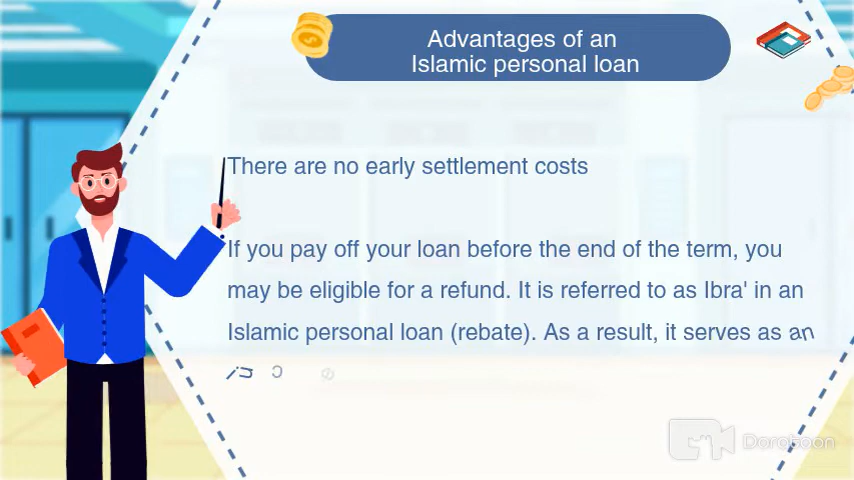 Advantages of an
Islamic personal loan
There are no early settlement costs
If you pay off your loan before the end of the term, you
may be eligible for a refund. It is referred to as Ibra' in an
Islamic personal loan (rebate). As a result, it serves as an
Doratoon